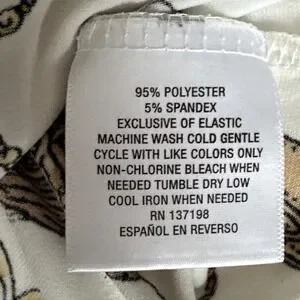 95% POLYESTER
5% SPANDEX
EXCLUSIVE OF ELASTIC
MACHINE WASH COLD GENTLE
CYCLE WITH LIKE COLORS ONLY
NON-CHLORINE BLEACH WHEN
NEEDED TUMBLE DRY LOW
COOL IRON WHEN NEEDED
RN 137198
ESPAÑOL EN REVERSO